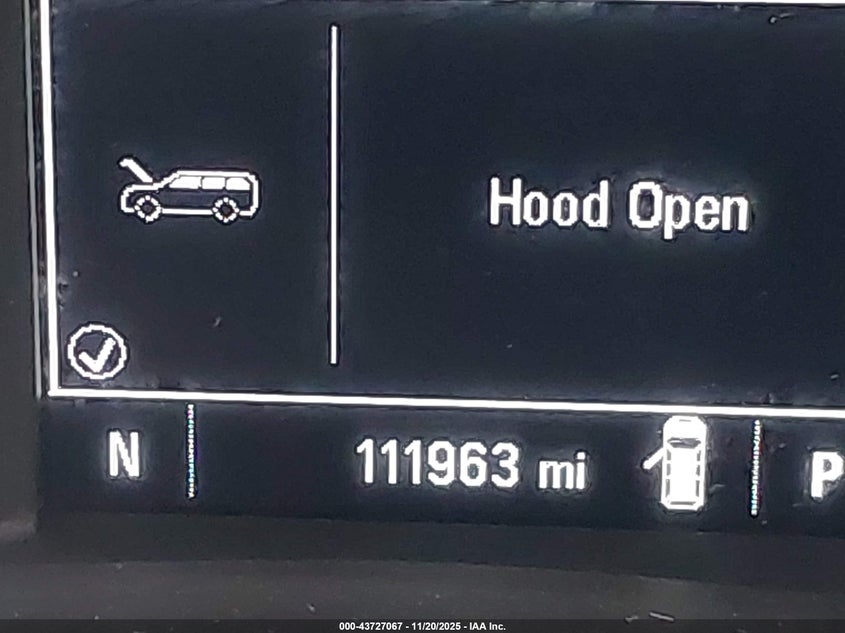 Hood Open
N 111963 mi P
000-43727067 - 11/20/2025 - IAA Inc.